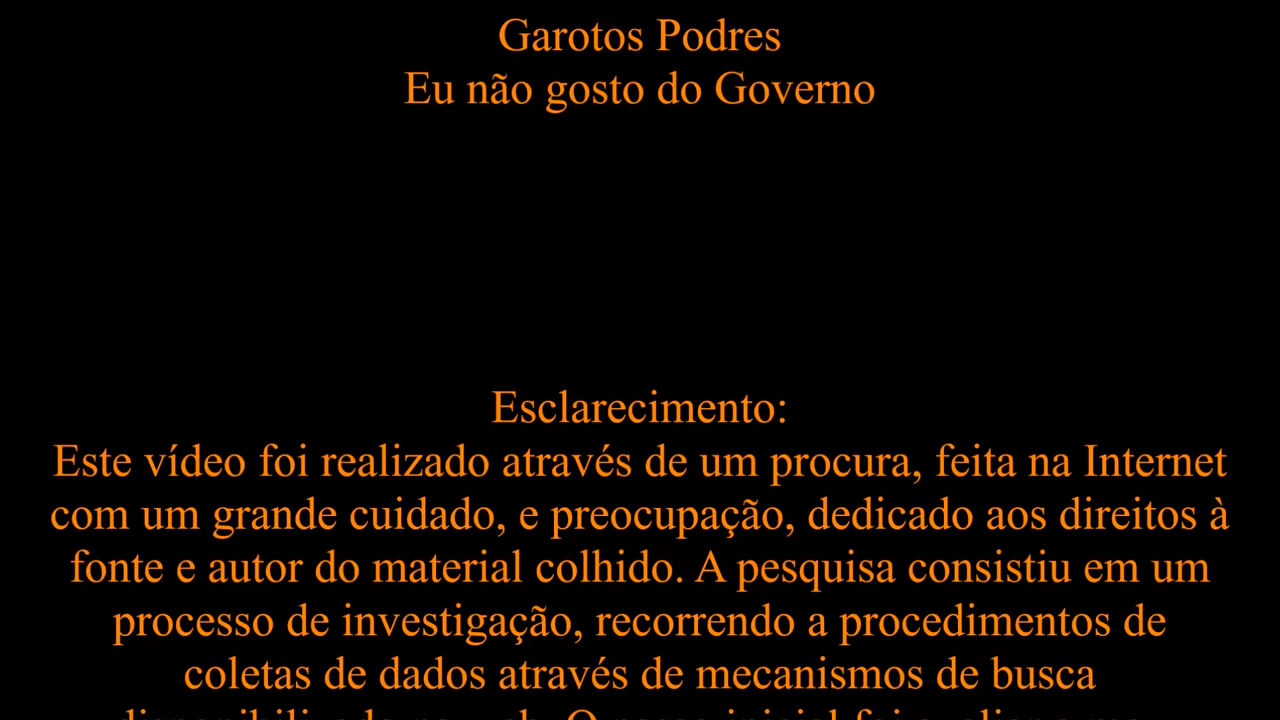 Garotos Podres
Eu não gosto do Governo
Esclarecimento:
Este vídeo foi realizado através de um procura, feita na Internet
com um grande cuidado, e preocupação, dedicado aos direitos à
fonte e autor do material colhido. A pesquisa consistiu em um
processo de investigação, recorrendo a procedimentos de
coletas de dados através de mecanismos de busca